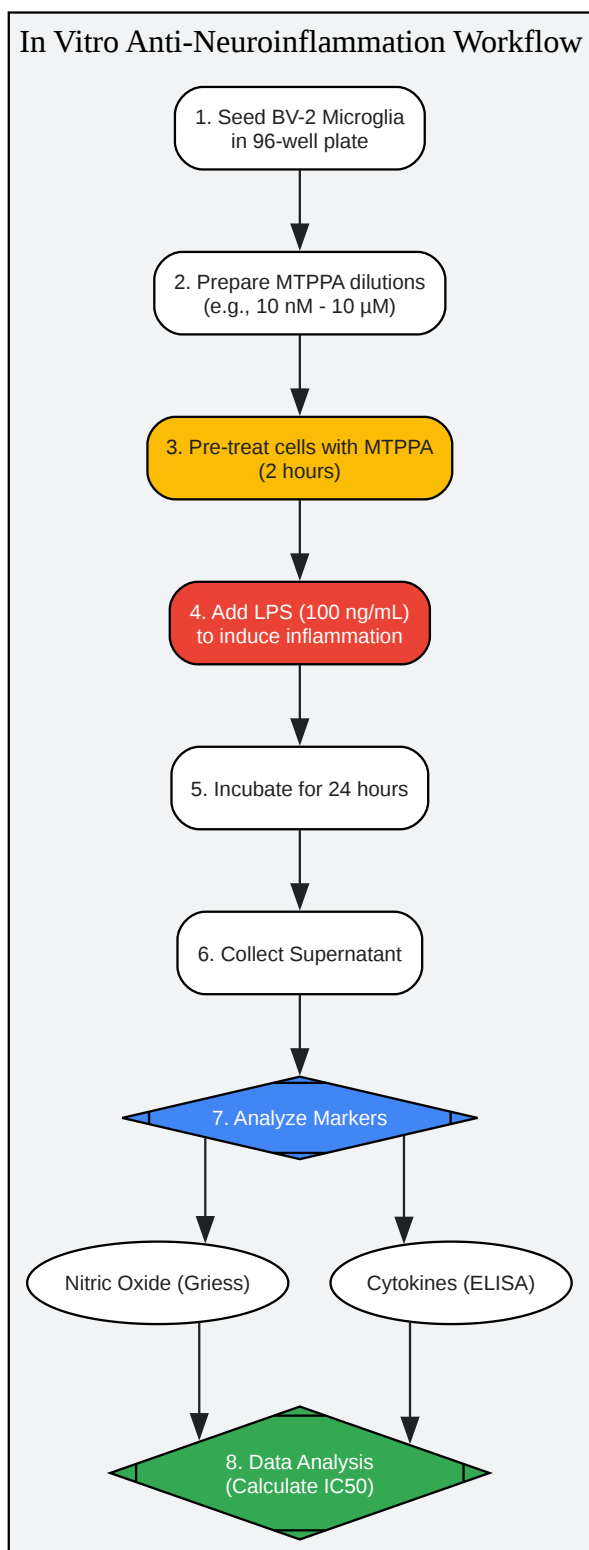 In Vitro Anti-Neuroinflammation Workflow
1. Seed BV-2 Microglia
in 96-well plate
2. Prepare MTPPA dilutions
(e.g., 10 nM - 10 µM)
3. Pre-treat cells with MTPPA
(2 hours)
4. Add LPS (100 ng/mL)
to induce inflammation
5. Incubate for 24 hours
6. Collect Supernatant
7. Analyze Markers
Nitric Oxide (Griess)
Cytokines (ELISA)
8. Data Analysis
(Calculate IC50)